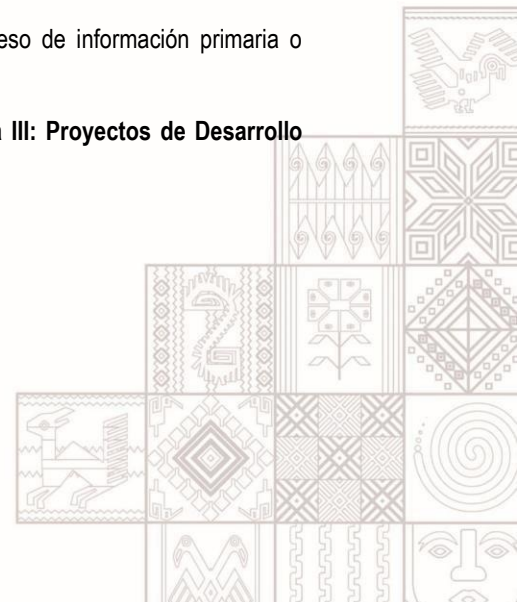 eso de información primaria o
III: Proyectos de Desarrollo